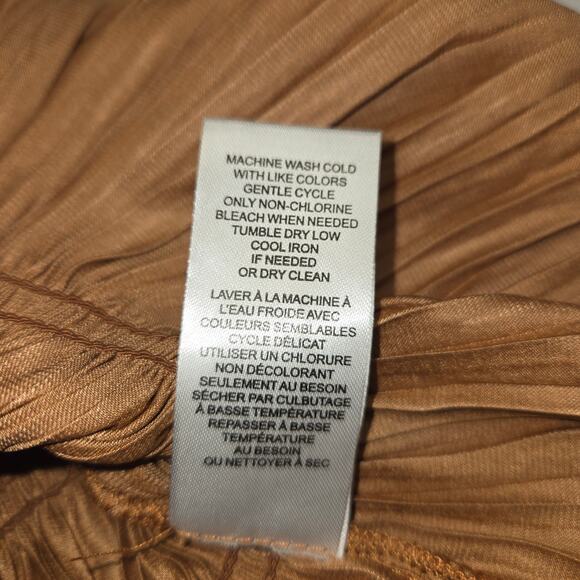 MACHINE WASH COLD
WITH LIKE COLORS
GENTLE CYCLE
ONLY NON-CHLORINE
BLEACH WHEN NEEDED
TUMBLE DRY LOW
COOL IRON
IF NEEDED
OR DRY CLEAN
LAVER À LA MACHINE À
L'EAU FROIDE AVEC
COULEURS SEMBLABLES
CYCLE DÉLICAT
UTILISER UN CHLORURE
NON DÉCOLORANT
SEULEMENT AU BESOIN
SÉCHER PAR CULBUTAGE
À BASSE TEMPÉRATURE
REPASSER À BASSE
TEMPÉRATURE
AU BESOIN
OU NETTOYER À SEC